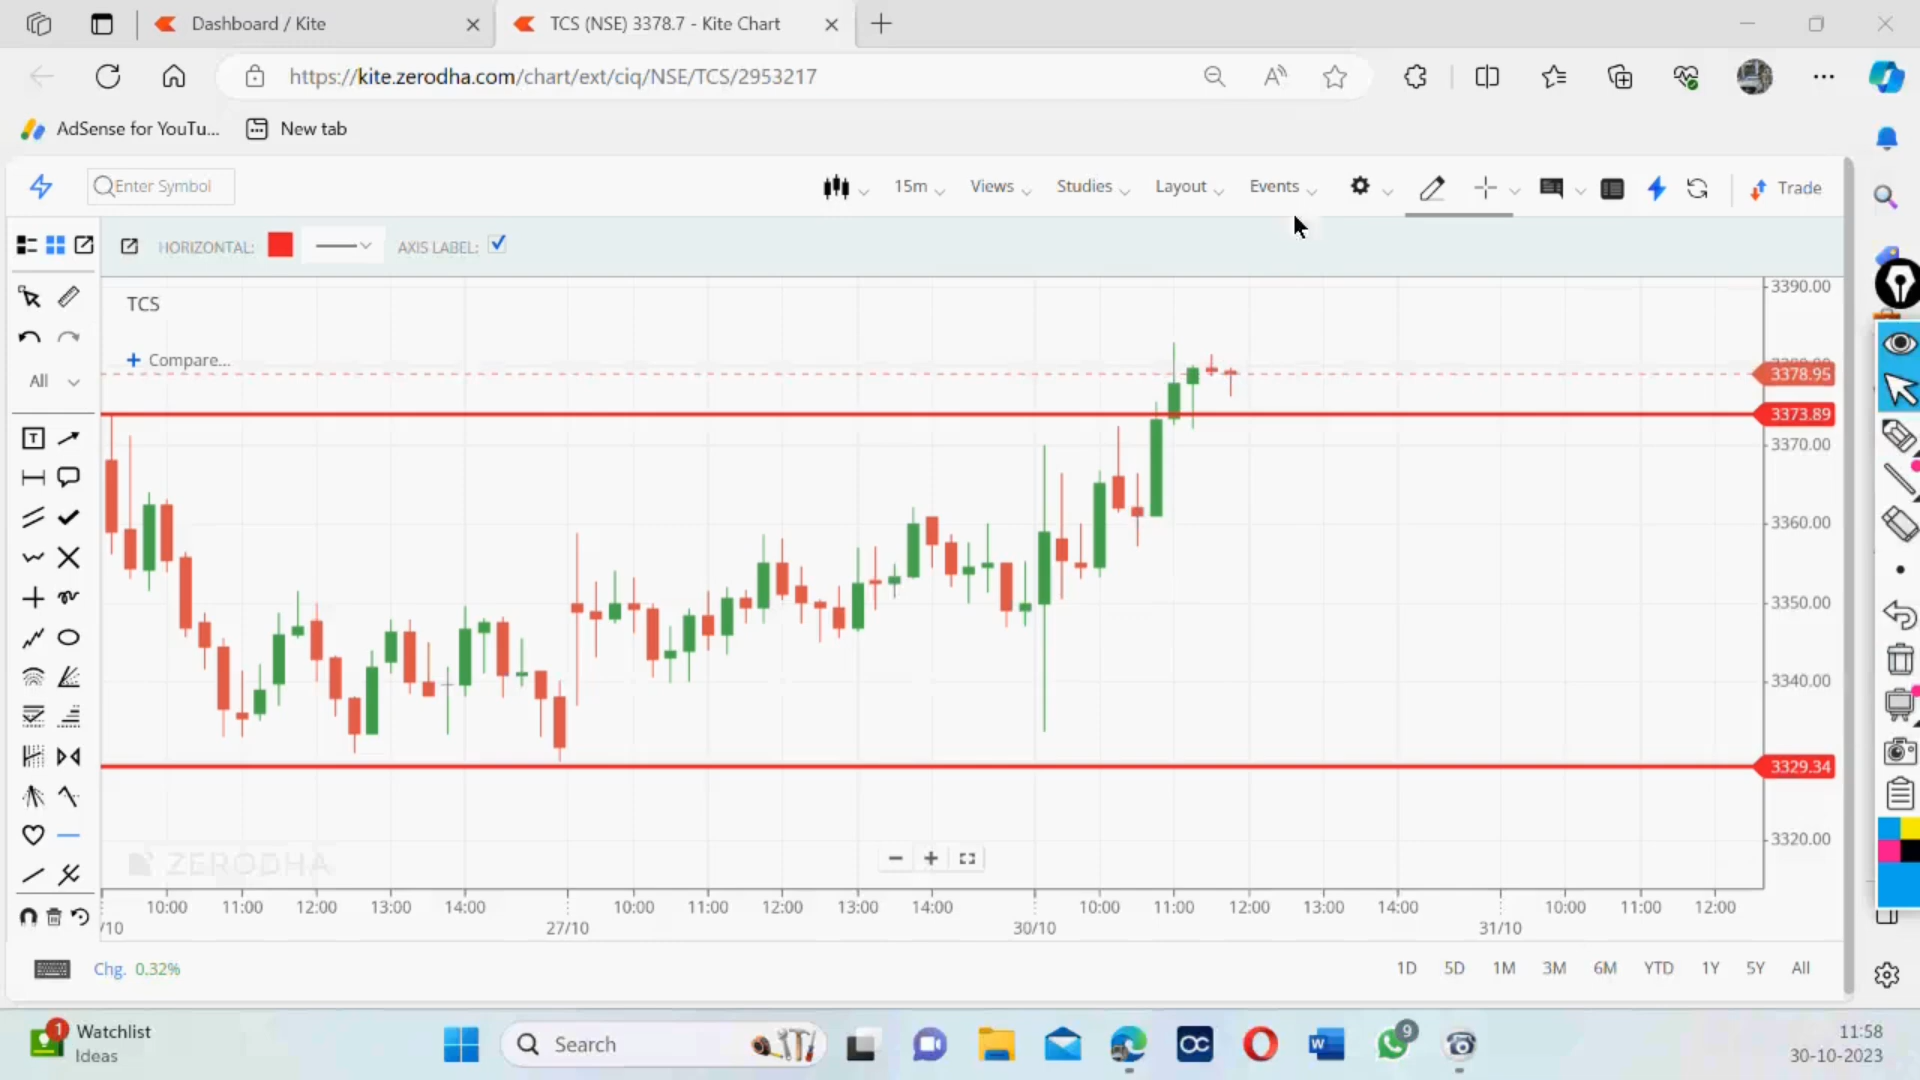 Dashboard / Kite
TCS (NSE) 3378.7 - Kite Chart
https://kite.zerodha.com/chart/ext/ciq/NSE/TCS/2953217
AdSense for YouTu...
New tab
Enter Symbol
15m
Views
Studies
Layout
Events
Trade
HORIZONTAL:
AXIS LABEL:
TCS
Compare...
All
T
3390.00
3378.95
3373.89
3370.00
3360.00
3350.00
3340.00
3329.34
3320.00
ZERODHA
10:00 11:00 12:00 13:00 14:00 10:00 11:00 12:00 13:00 14:00 10:00 11:00 12:00 13:00 14:00 10:00 11:00 12:00
/10 27/10 30/10 31/10
Chg. 0.32%
1D 5D 1M 3M 6M YTD 1Y 5Y All
1
Watchlist
Ideas
Search
OC
W
9
11:58
30-10-2023